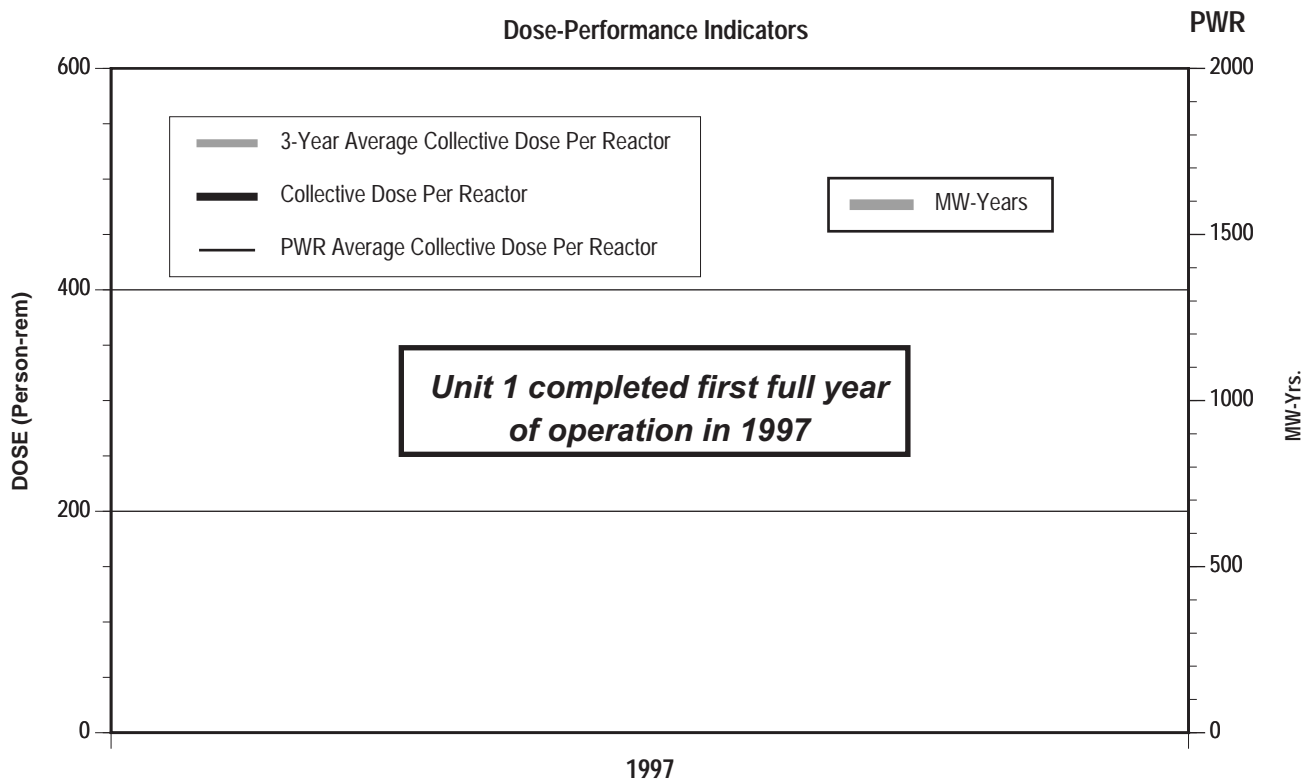 Dose-Performance Indicators
PWR
600
400
200
0
DOSE (Person-rem)
3-Year Average Collective Dose Per Reactor
Collective Dose Per Reactor
PWR Average Collective Dose Per Reactor
MW-Years
Unit 1 completed first full year
of operation in 1997
2000
1500
1000
500
0
MW-Yrs.
1997